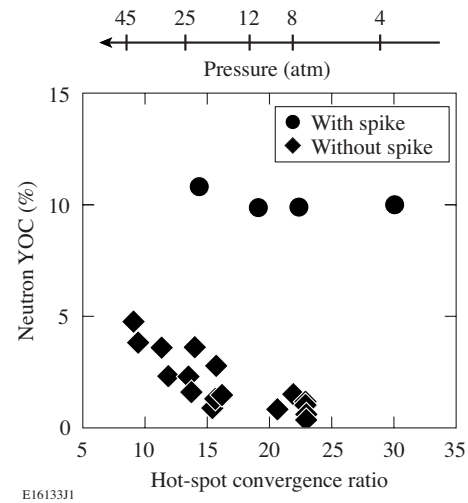 45 25 12 8 4
Pressure (atm)
15
With spike
Without spike
10
Neutron YOC (%)
5
0
5 10 15 20 25 30 35
Hot-spot convergence ratio
E16133J1